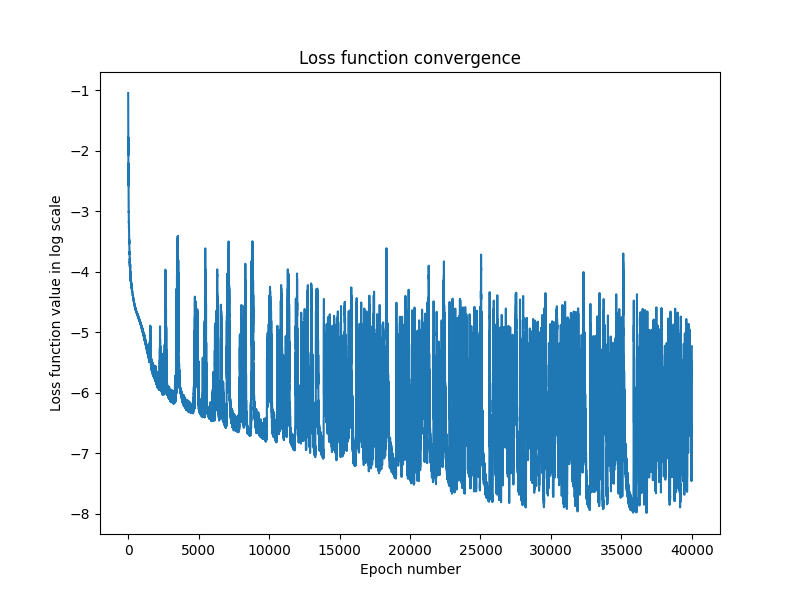 Loss function convergence
Loss function value in log scale
−1
−2
−3
−4
−5
−6
−7
−8
0 5000 10000 15000 20000 25000 30000 35000 40000
Epoch number